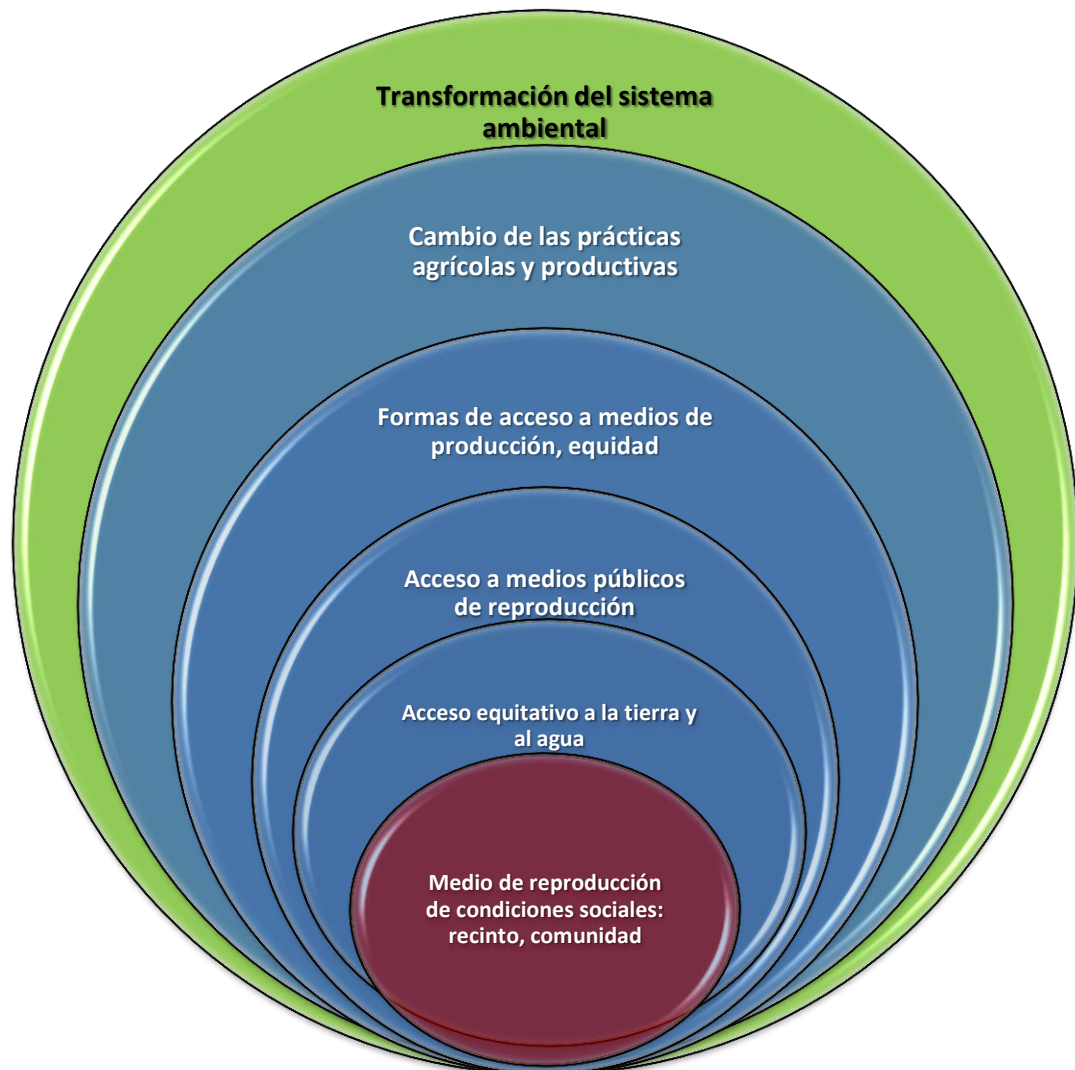 Transformación del sistema
ambiental
Cambio de las prácticas
agrícolas y productivas
Formas de acceso a medios de
producción, equidad
Acceso a medios públicos
de reproducción
Acceso equitativo a la tierra y
al agua
Medio de reproducción
de condiciones sociales:
recinto, comunidad